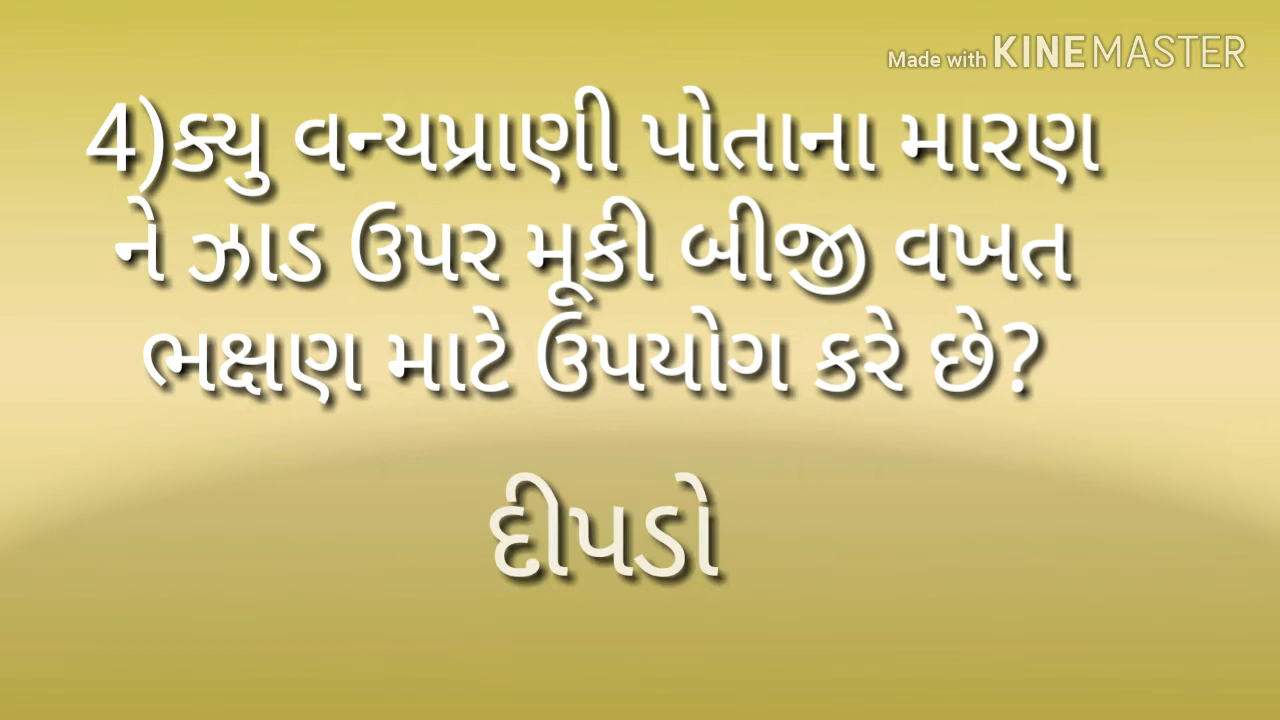 Made with KINEMASTER
4)ક્યુ વન્યપ્રાણી પોતાના મારણ
ને ઝાડ ઉપર મૂકી બીજી વખત
ભક્ષણ માટે ઉપયોગ કરે છે?
દીપડો